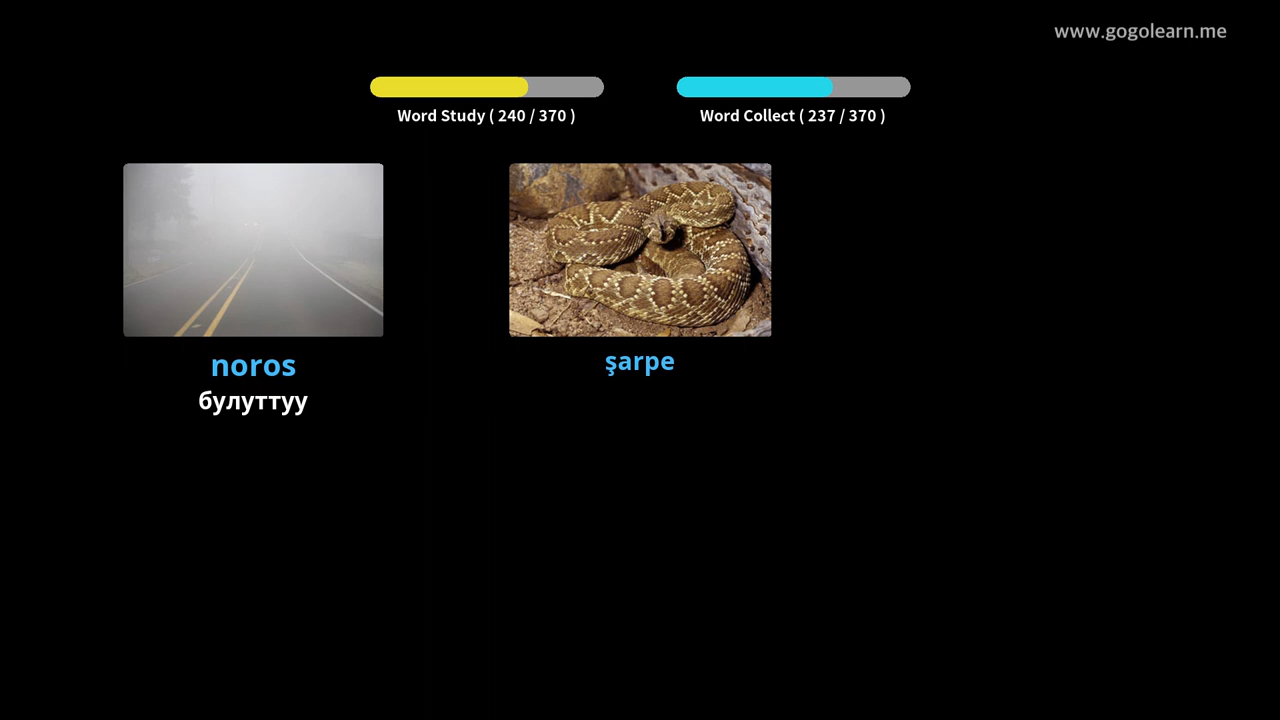 www.gogolearn.me
Word Study ( 240 / 370 )
Word Collect ( 237 / 370 )
noros
булуттуу
şarpe